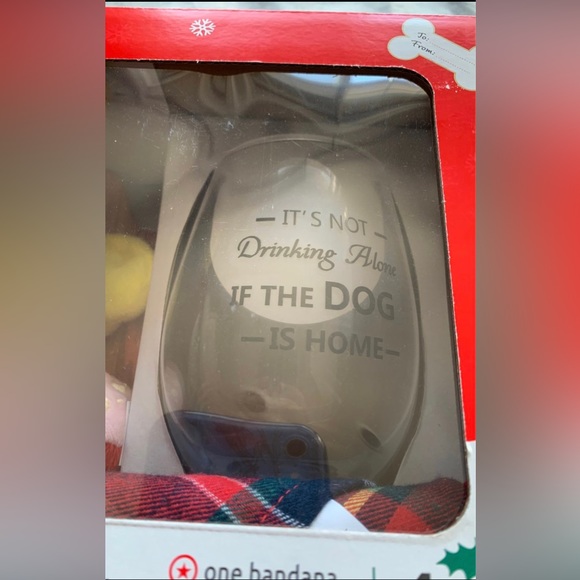 To:
From:
— IT'S NOT —
Drinking Alone
IF THE DOG
— IS HOME —
one bandana